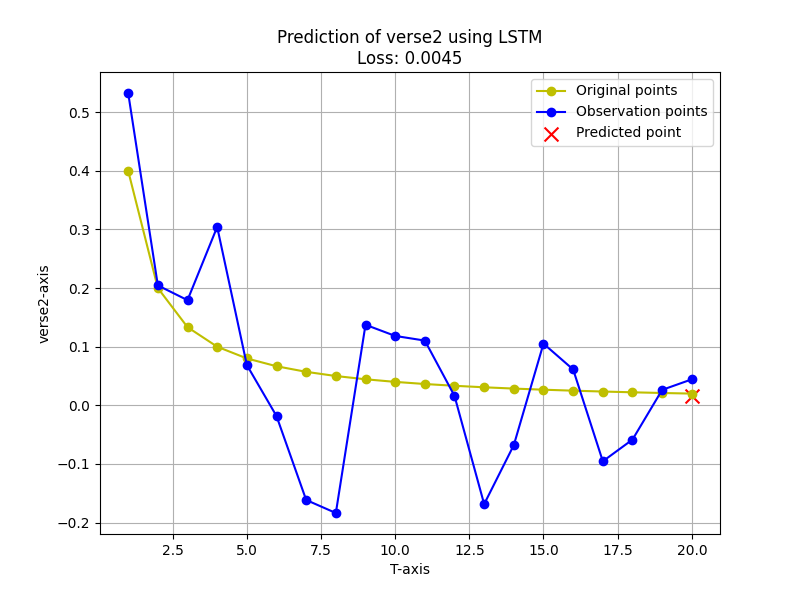 Prediction of verse2 using LSTM
Loss: 0.0045
Original points
Observation points
Predicted point
verse2-axis
0.5
0.4
0.3
0.2
0.1
0.0
−0.1
−0.2
2.5 5.0 7.5 10.0 12.5 15.0 17.5 20.0
T-axis